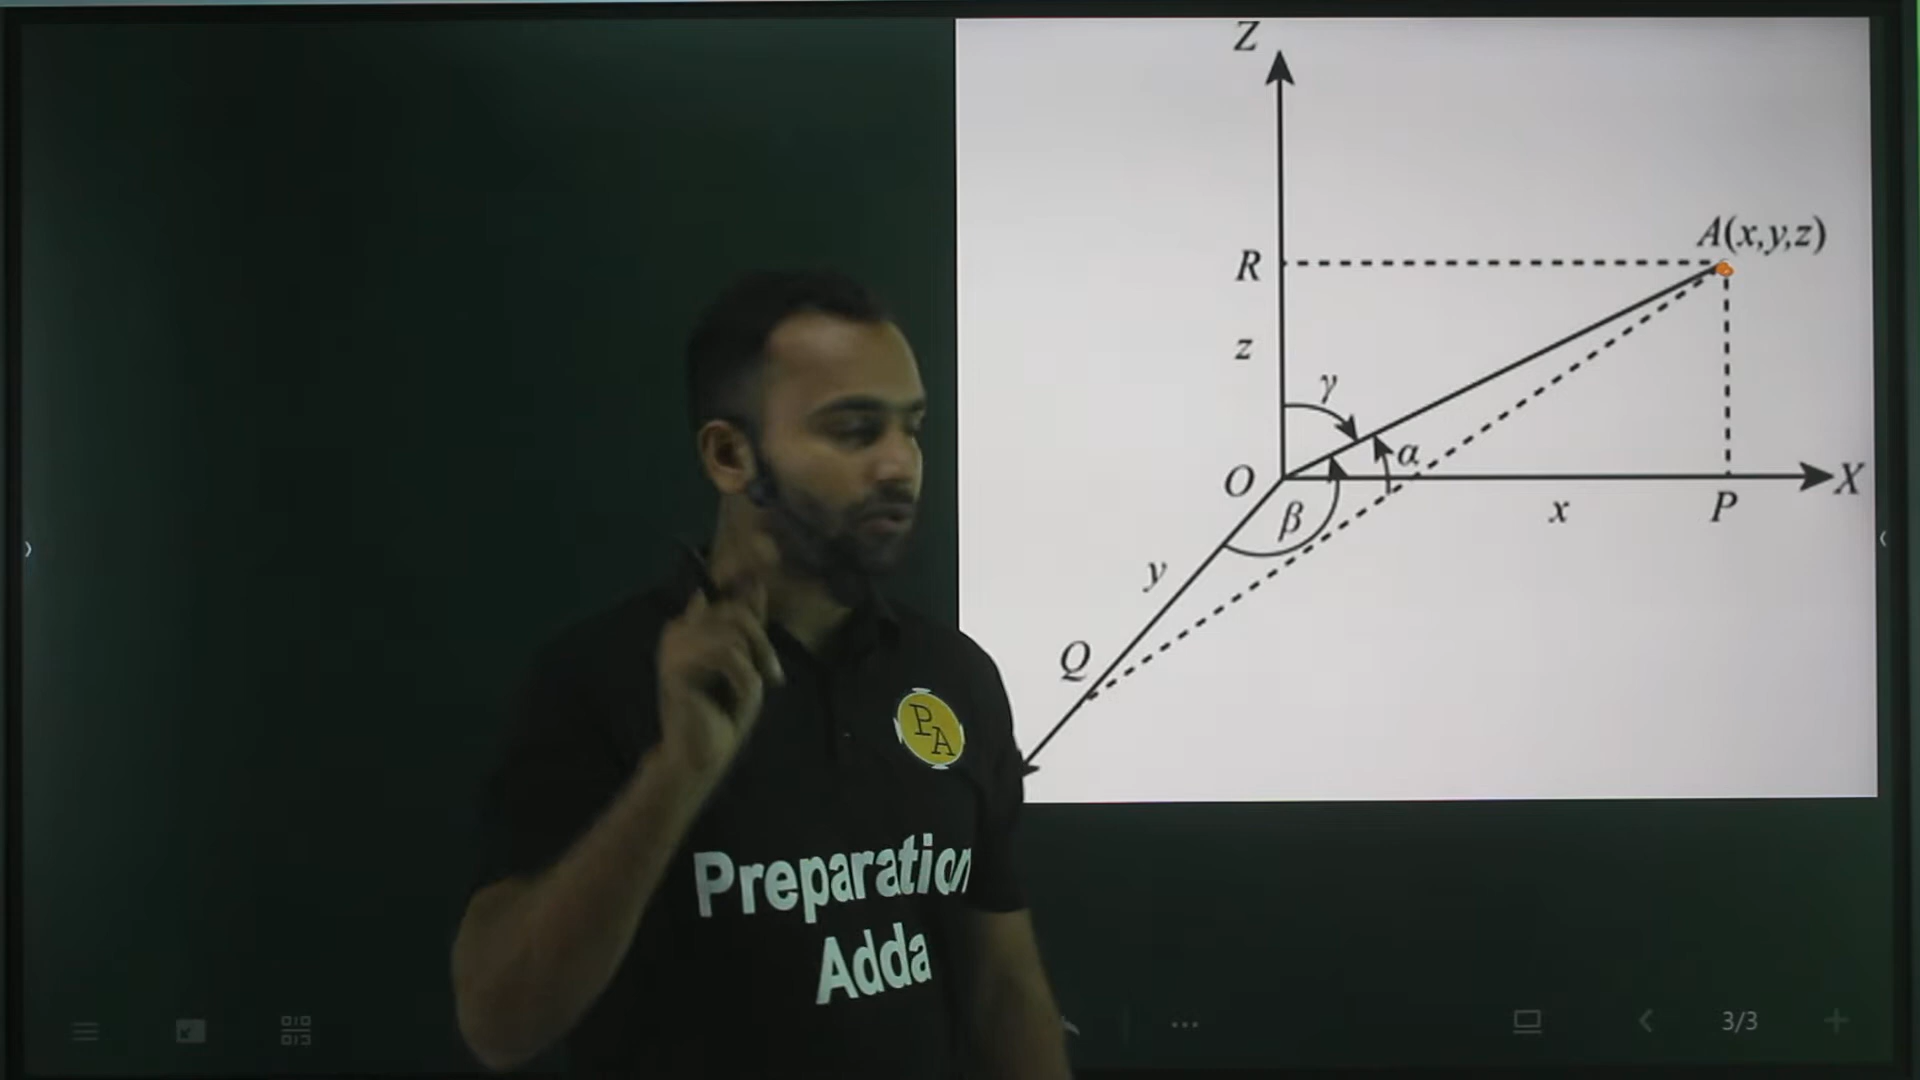 Z
A(x,y,z)
R
z
γ
α
O
X
β
x
P
y
Q
PA
Preparation
Adda
3/3